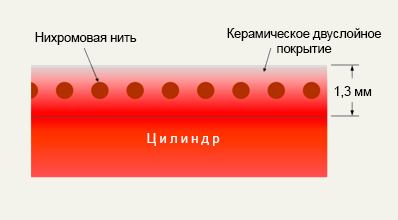 Нихромовая нить
Керамическое двуслойное
покрытие
1,3 мм
Цилиндр